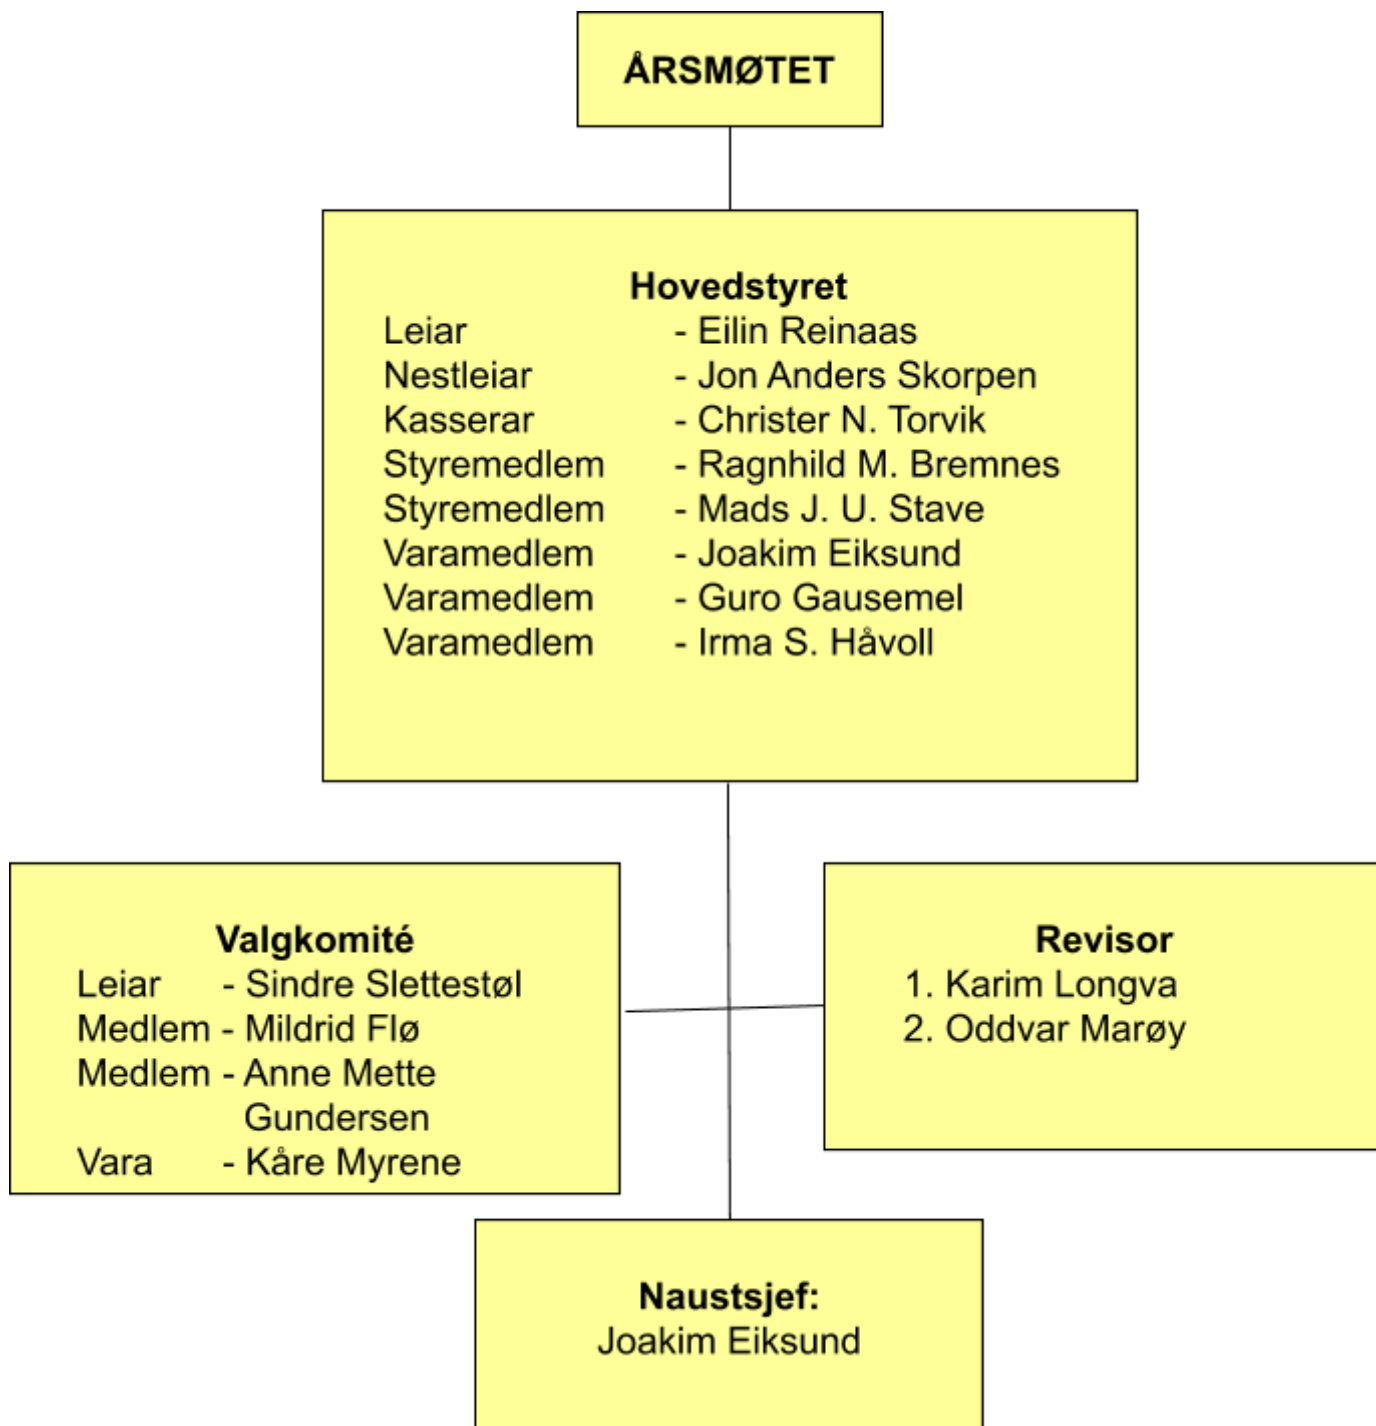 ÅRSMØTET
Hovedstyret
Leiar - Eilin Reinaas
Nestleiar - Jon Anders Skorpen
Kasserar - Christer N. Torvik
Styremedlem - Ragnhild M. Bremnes
Styremedlem - Mads J. U. Stave
Varamedlem - Joakim Eiksund
Varamedlem - Guro Gausemel
Varamedlem - Irma S. Håvoll
Valgkomité
Leiar - Sindre Slettestøl
Medlem - Mildrid Flø
Medlem - Anne Mette
Gundersen
Vara - Kåre Myrene
Revisor
1. Karim Longva
2. Oddvar Marøy
Naustsjef:
Joakim Eiksund